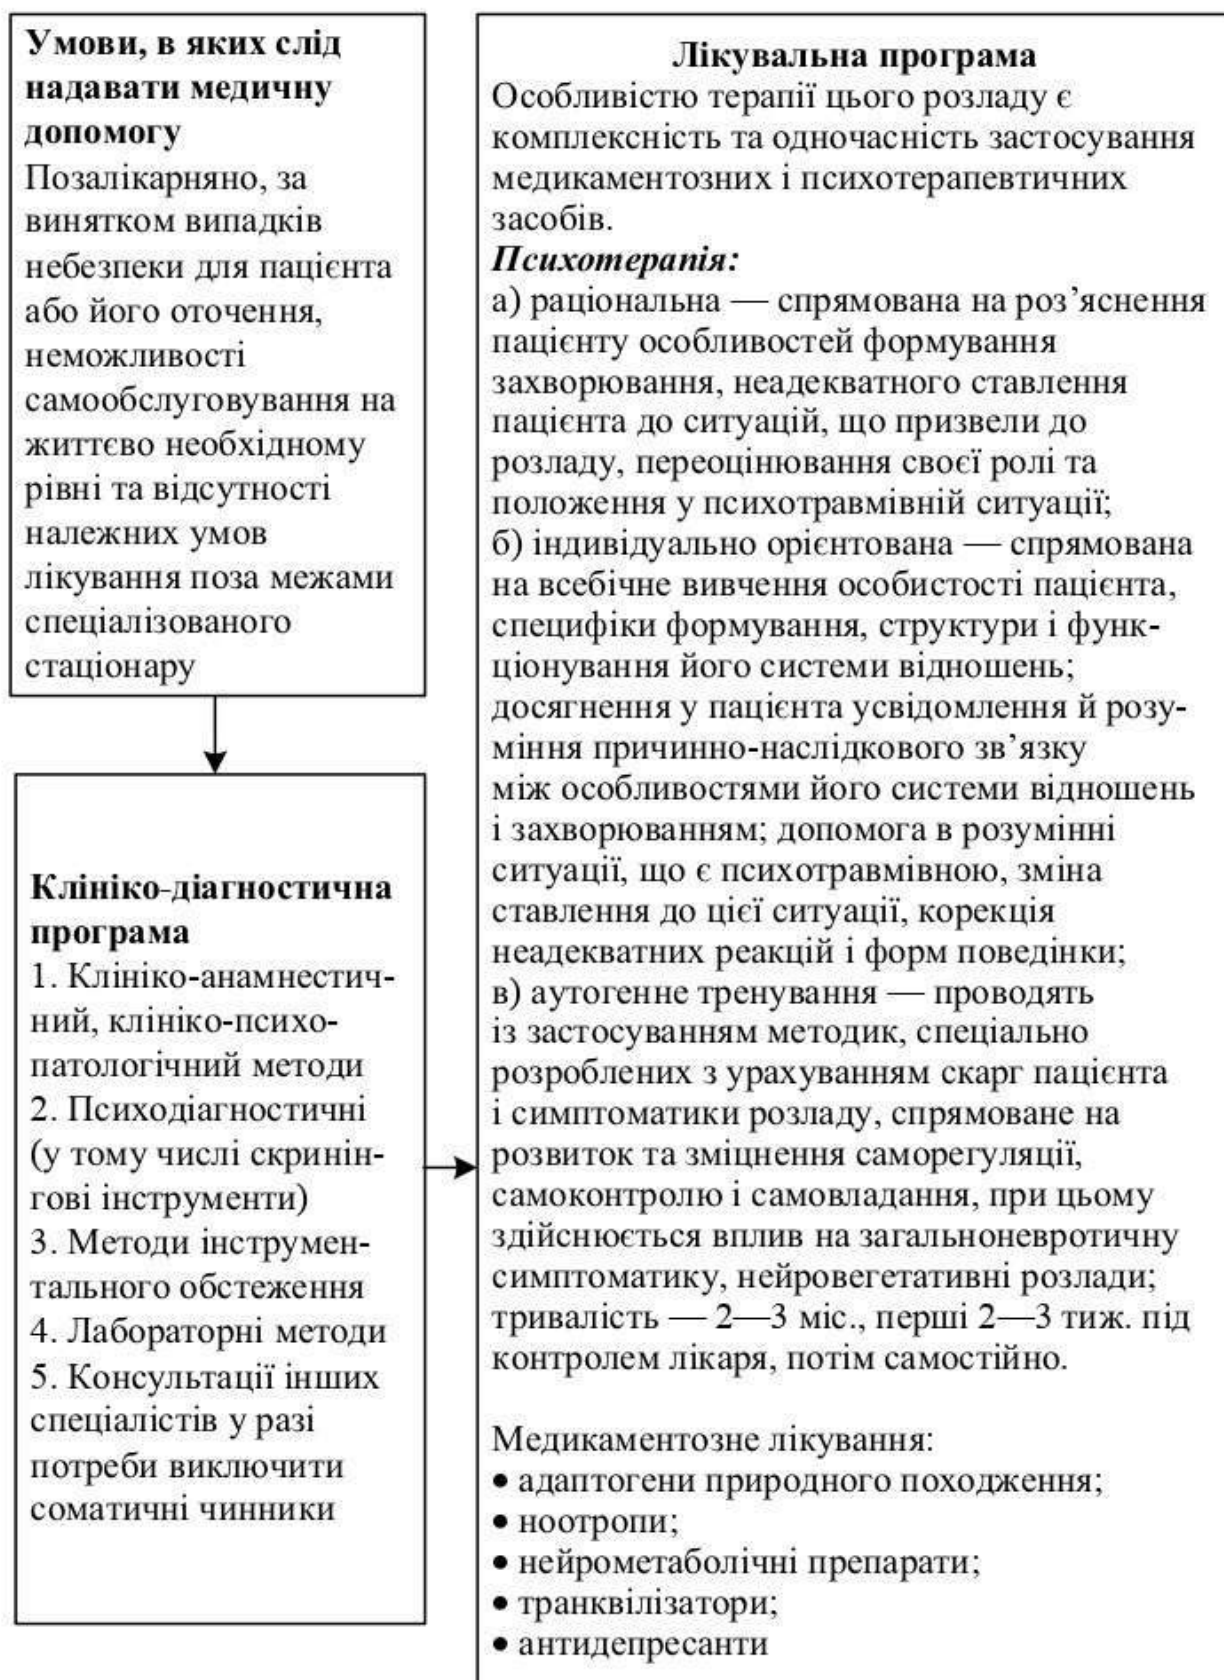 Умови, в яких слід
надавати медичну
допомогу
Позалікарняно, за
винятком випадків
небезпеки для пацієнта
або його оточення,
неможливості
самообслуговування на
життєво необхідному
рівні та відсутності
належних умов
лікування поза межами
спеціалізованого
стаціонару
Клініко-діагностична
програма
1. Клініко-анамнестич-
ний, клініко-психо-
патологічний методи
2. Психодіагностичні
(у тому числі скринін-
гові інструменти)
3. Методи інструмен-
тального обстеження
4. Лабораторні методи
5. Консультації інших
спеціалістів у разі
потреби виключити
соматичні чинники
Лікувальна програма
Особливістю терапії цього розладу є
комплексність та одночасність застосування
медикаментозних і психотерапевтичних
засобів.
Психотерапія:
а) раціональна — спрямована на роз’яснення
пацієнту особливостей формування
захворювання, неадекватного ставлення
пацієнта до ситуацій, що призвели до
розладу, переоцінювання своєї ролі та
положення у психотравмівній ситуації;
б) індивідуально орієнтована — спрямована
на всебічне вивчення особистості пацієнта,
специфіки формування, структури і функ-
ціонування його системи відношень;
досягнення у пацієнта усвідомлення й розу-
міння причинно-наслідкового зв’язку
між особливостями його системи відношень
і захворюванням; допомога в розумінні
ситуації, що є психотравмівною, зміна
ставлення до цієї ситуації, корекція
неадекватних реакцій і форм поведінки;
в) аутогенне тренування — проводять
із застосуванням методик, спеціально
розроблених з урахуванням скарг пацієнта
і симптоматики розладу, спрямоване на
розвиток та зміцнення саморегуляції,
самоконтролю і самовладання, при цьому
здійснюється вплив на загальноневротичну
симптоматику, нейровегетативні розлади;
тривалість — 2—3 міс., перші 2—3 тиж. під
контролем лікаря, потім самостійно.
Медикаментозне лікування:
• адаптогени природного походження;
• ноотропи;
• нейрометаболічні препарати;
• транквілізатори;
• антидепресанти